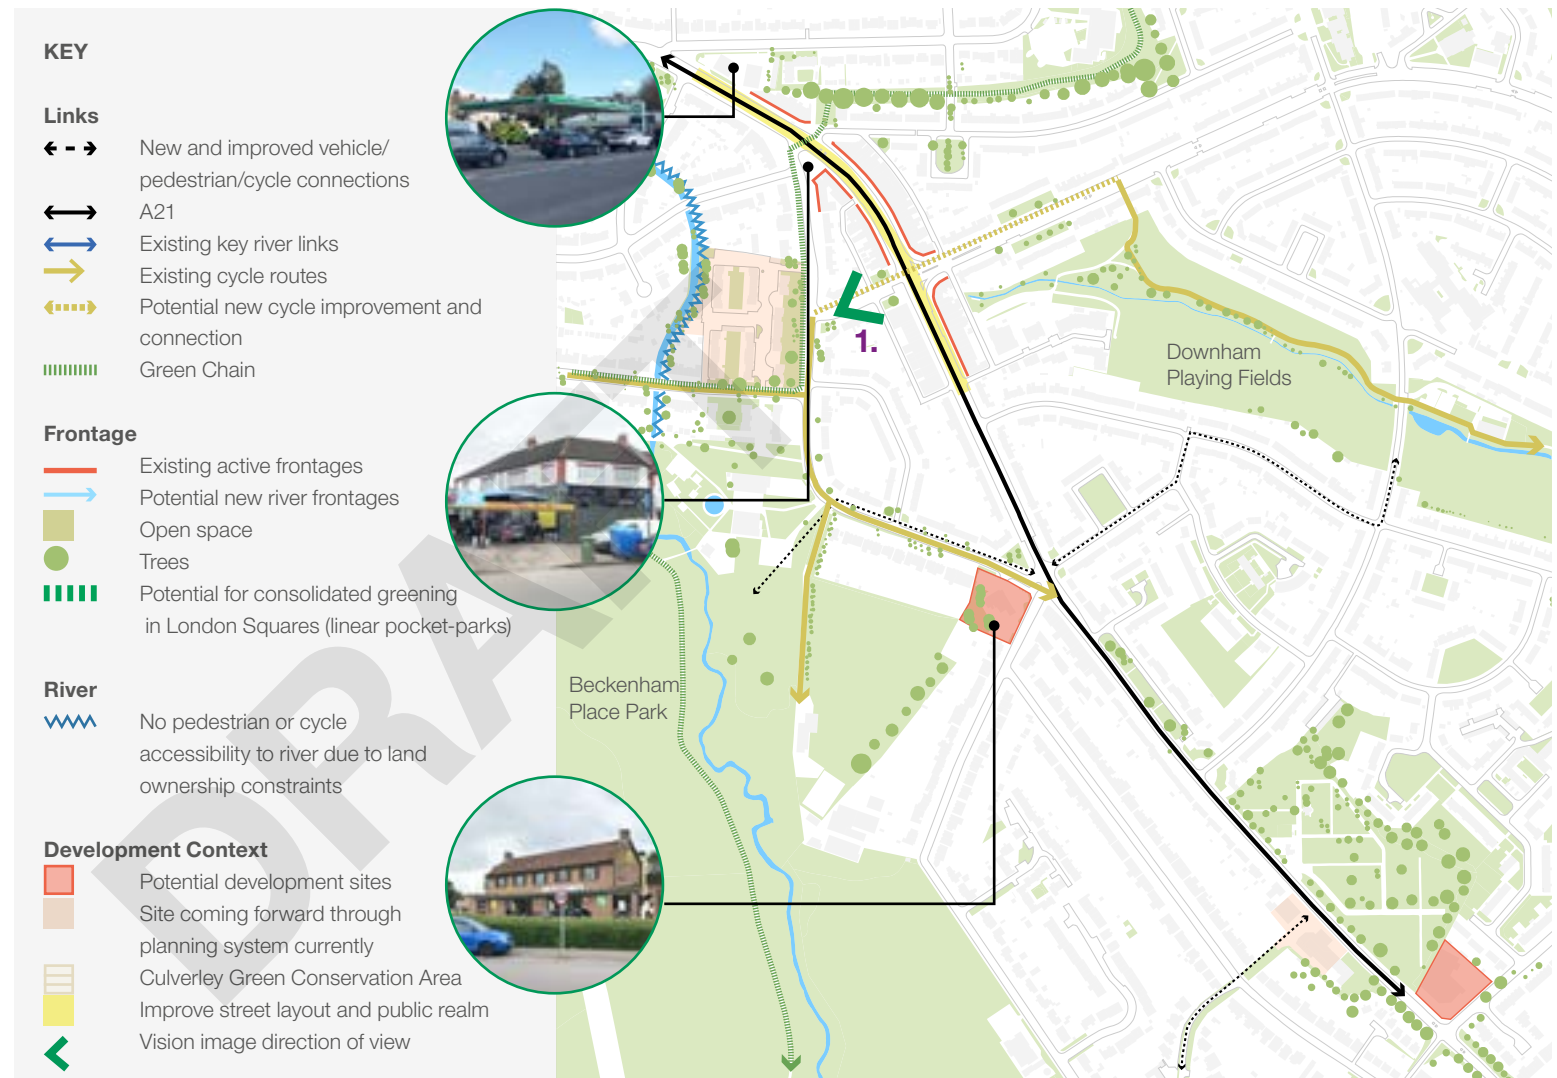 KEY
Links
New and improved vehicle/
pedestrian/cycle connections
A21
Existing key river links
Existing cycle routes
Potential new cycle improvement and
connection
Green Chain
Frontage
Existing active frontages
Potential new river frontages
Open space
Trees
Potential for consolidated greening
in London Squares (linear pocket-parks)
River
No pedestrian or cycle
accessibility to river due to land
ownership constraints
Development Context
Potential development sites
Site coming forward through
planning system currently
Culverley Green Conservation Area
Improve street layout and public realm
Vision image direction of view
DRAFT
1.
Downham
Playing Fields
Beckenham
Place Park